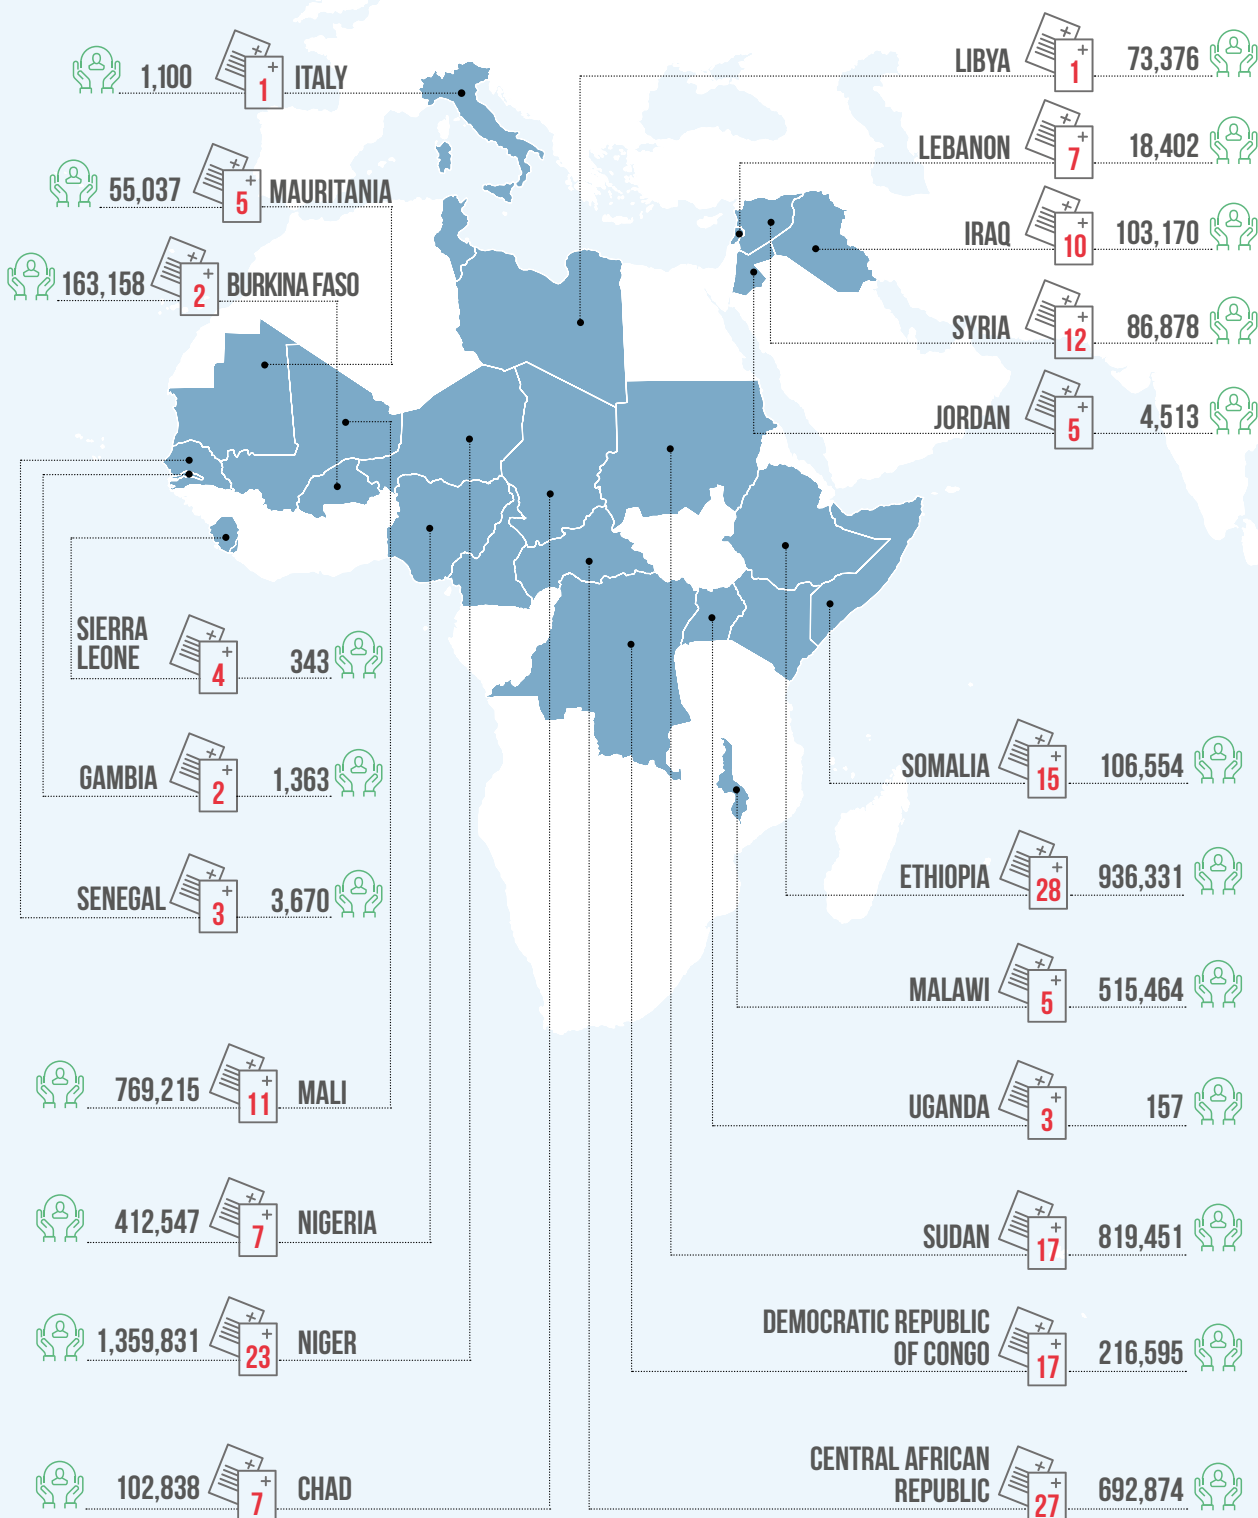 1,100 1 ITALY
55,037 5 MAURITANIA
163,158 2 BURKINA FASO
LIBYA 1 73,376
LEBANON 7 18,402
IRAQ 10 103,170
SYRIA 12 86,878
JORDAN 5 4,513
SIERRA
LEONE 4 343
GAMBIA 2 1,363
SENEGAL 3 3,670
769,215 11 MALI
412,547 7 NIGERIA
1,359,831 23 NIGER
102,838 7 CHAD
SOMALIA 15 106,554
ETHIOPIA 28 936,331
MALAWI 5 515,464
UGANDA 3 157
SUDAN 17 819,451
DEMOCRATIC REPUBLIC
OF CONGO 17 216,595
CENTRAL AFRICAN
REPUBLIC 27 692,874